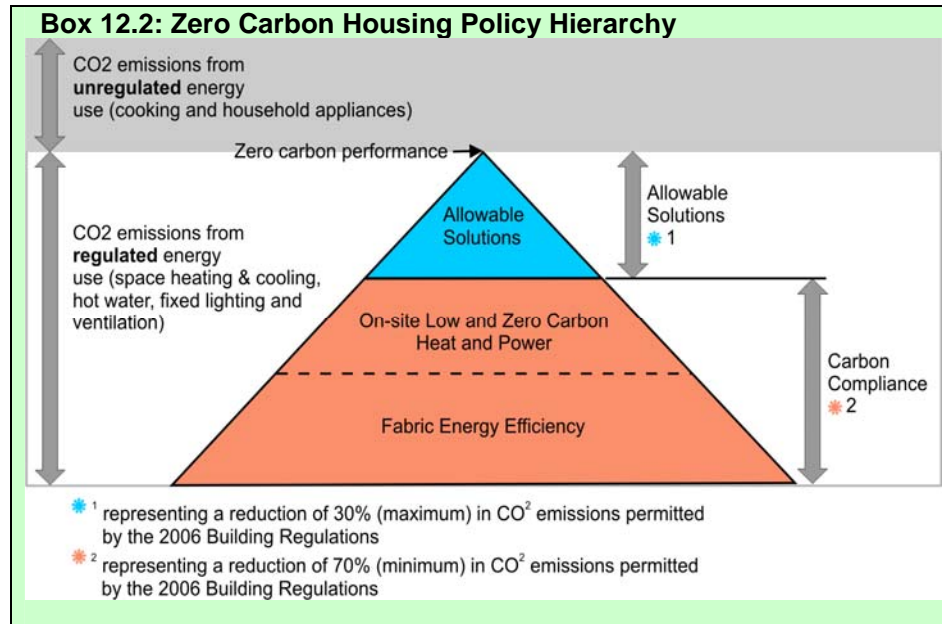 Box 12.2: Zero Carbon Housing Policy Hierarchy
CO2 emissions from
unregulated energy
use (cooking and household appliances)
Zero carbon performance
Allowable
Solutions
Allowable
Solutions
✱ 1
CO2 emissions from
regulated energy
use (space heating & cooling,
hot water, fixed lighting and
ventilation)
On-site Low and Zero Carbon
Heat and Power
Carbon
Compliance
✱ 2
Fabric Energy Efficiency
✱ 1 representing a reduction of 30% (maximum) in CO² emissions permitted
by the 2006 Building Regulations
✱ 2 representing a reduction of 70% (minimum) in CO² emissions permitted
by the 2006 Building Regulations